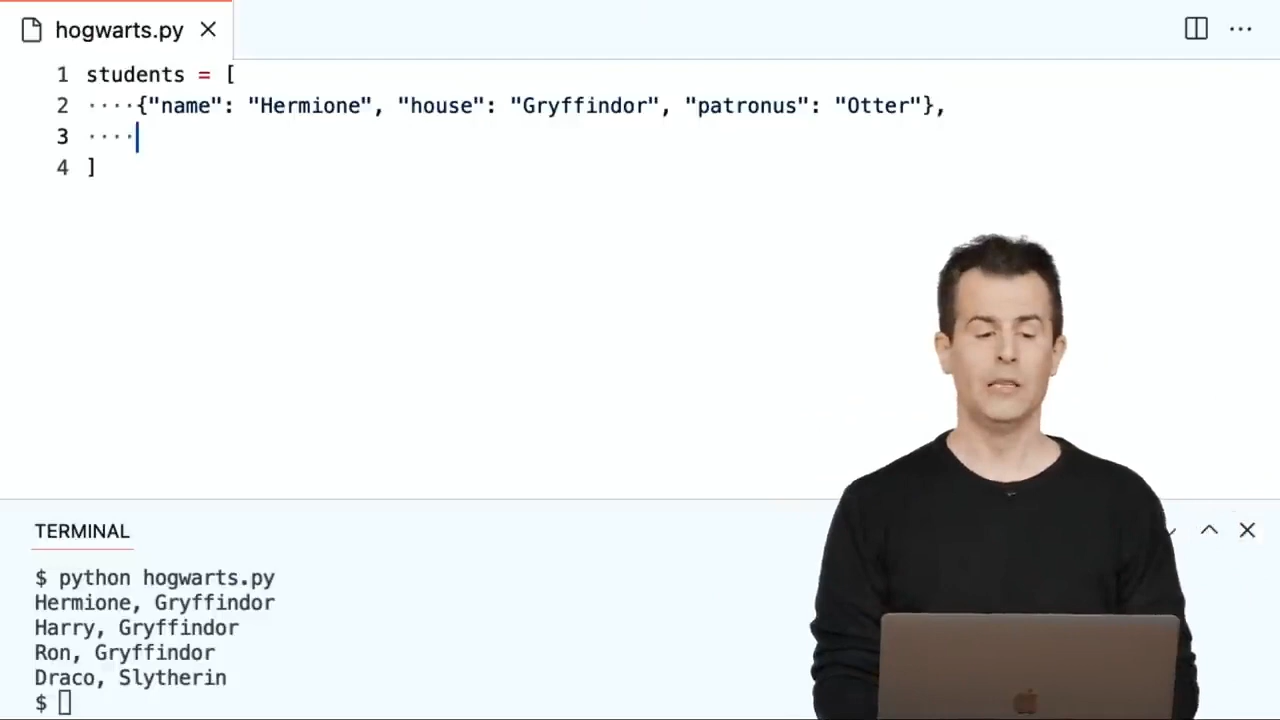 hogwarts.py
1 students = [
2 ····{"name": "Hermione", "house": "Gryffindor", "patronus": "Otter"},
3 ····
4 ]
TERMINAL
$ python hogwarts.py
Hermione, Gryffindor
Harry, Gryffindor
Ron, Gryffindor
Draco, Slytherin
$